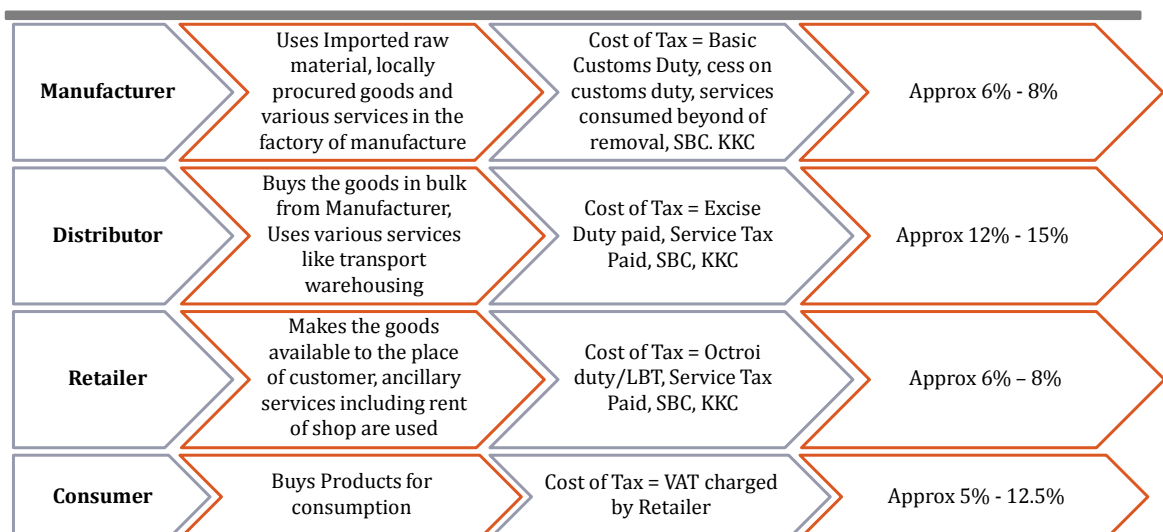 Manufacturer
Uses Imported raw
material, locally
procured goods and
various services in the
factory of manufacture
Cost of Tax = Basic
Customs Duty, cess on
customs duty, services
consumed beyond of
removal, SBC. KKC
Approx 6% - 8%
Distributor
Buys the goods in bulk
from Manufacturer,
Uses various services
like transport
warehousing
Cost of Tax = Excise
Duty paid, Service Tax
Paid, SBC, KKC
Approx 12% - 15%
Retailer
Makes the goods
available to the place
of customer, ancillary
services including rent
of shop are used
Cost of Tax = Octroi
duty/LBT, Service Tax
Paid, SBC, KKC
Approx 6% – 8%
Consumer
Buys Products for
consumption
Cost of Tax = VAT charged
by Retailer
Approx 5% - 12.5%